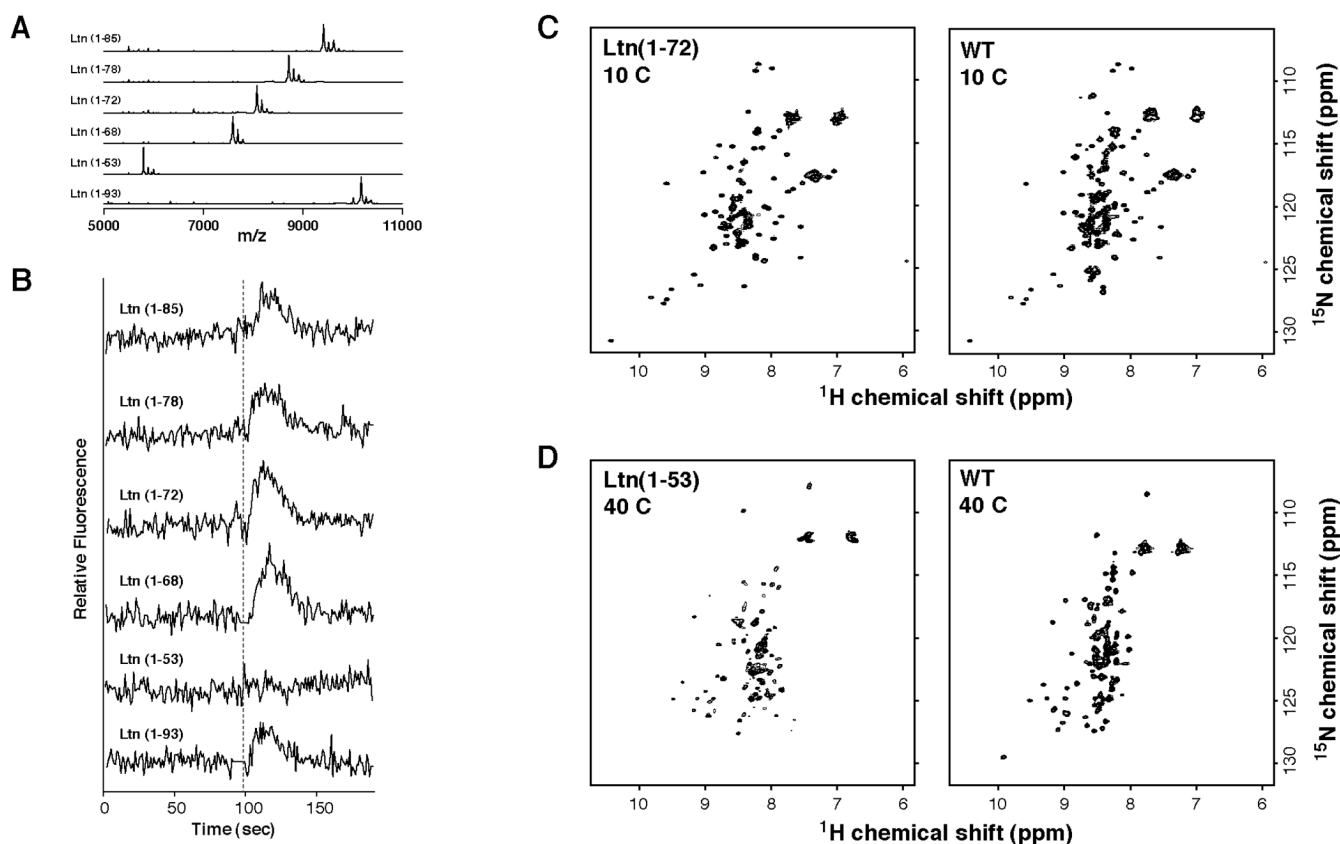 A
Ltn (1-85)
Ltn (1-78)
Ltn (1-72)
Ltn (1-68)
Ltn (1-53)
Ltn (1-93)
5000 7000 9000 11000
m/z
B
Ltn (1-85)
Ltn (1-78)
Ltn (1-72)
Ltn (1-68)
Ltn (1-53)
Ltn (1-93)
Relative Fluorescence
0 50 100 150
Time (sec)
C
Ltn(1-72)
10 C
WT
10 C
110
115
120
125
130
15N chemical shift (ppm)
10 9 8 7 6
10 9 8 7 6
1H chemical shift (ppm)
D
Ltn(1-53)
40 C
WT
40 C
110
115
120
125
130
15N chemical shift (ppm)
10 9 8 7 6
10 9 8 7 6
1H chemical shift (ppm)